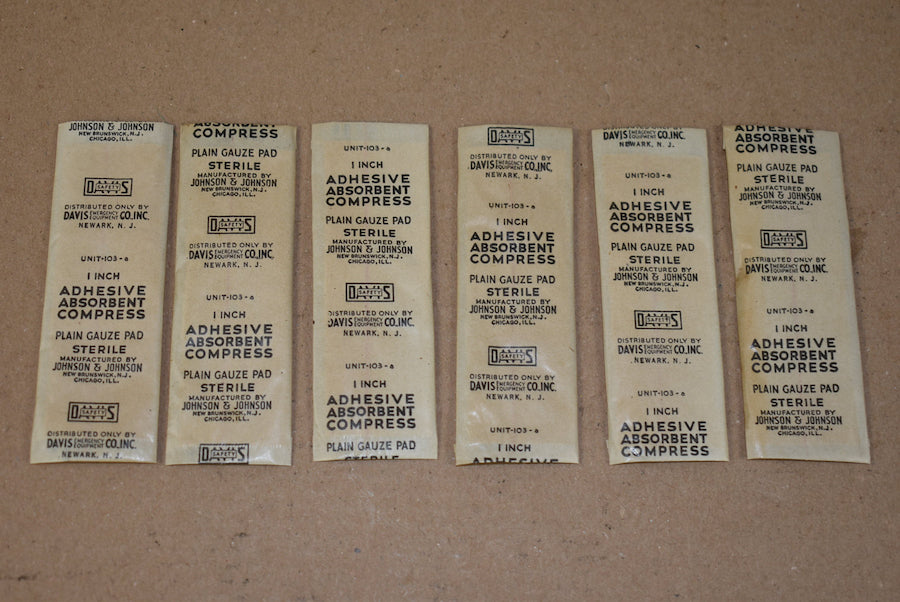 JOHNSON & JOHNSON
NEW BRUNSWICK, N.J.
CHICAGO, ILL.
DAVIS
SAFETY
DISTRIBUTED ONLY BY
DAVIS EMERGENCY EQUIPMENT CO. INC.
NEWARK, N. J.
UNIT-103-a
1 INCH
ADHESIVE
ABSORBENT
COMPRESS
PLAIN GAUZE PAD
STERILE
MANUFACTURED BY
JOHNSON & JOHNSON
NEW BRUNSWICK, N.J.
CHICAGO, ILL.
DAVIS
SAFETY
DISTRIBUTED ONLY BY
DAVIS EMERGENCY EQUIPMENT CO. INC.
NEWARK, N. J.
ABSORBENT
COMPRESS
PLAIN GAUZE PAD
STERILE
MANUFACTURED BY
JOHNSON & JOHNSON
NEW BRUNSWICK, N.J.
CHICAGO, ILL.
DAVIS
SAFETY
DISTRIBUTED ONLY BY
DAVIS EMERGENCY EQUIPMENT CO. INC.
NEWARK, N. J.
UNIT-103-a
1 INCH
ADHESIVE
ABSORBENT
COMPRESS
PLAIN GAUZE PAD
STERILE
MANUFACTURED BY
JOHNSON & JOHNSON
NEW BRUNSWICK, N.J.
CHICAGO, ILL.
DAVIS
SAFETY
UNIT-103-a
1 INCH
ADHESIVE
ABSORBENT
COMPRESS
PLAIN GAUZE PAD
STERILE
MANUFACTURED BY
JOHNSON & JOHNSON
NEW BRUNSWICK, N.J.
CHICAGO, ILL.
DAVIS
SAFETY
DISTRIBUTED ONLY BY
DAVIS EMERGENCY EQUIPMENT CO. INC.
NEWARK, N. J.
UNIT-103-a
1 INCH
ADHESIVE
ABSORBENT
COMPRESS
PLAIN GAUZE PAD
STERILE
DAVIS
SAFETY
DISTRIBUTED ONLY BY
DAVIS EMERGENCY EQUIPMENT CO. INC.
NEWARK, N. J.
UNIT-103-a
1 INCH
ADHESIVE
ABSORBENT
COMPRESS
PLAIN GAUZE PAD
STERILE
MANUFACTURED BY
JOHNSON & JOHNSON
NEW BRUNSWICK, N.J.
CHICAGO, ILL.
DAVIS
SAFETY
DISTRIBUTED ONLY BY
DAVIS EMERGENCY EQUIPMENT CO. INC.
NEWARK, N. J.
UNIT-103-a
1 INCH
ADHESIVE
DISTRIBUTED ONLY BY
DAVIS EMERGENCY EQUIPMENT CO. INC.
NEWARK, N. J.
UNIT-103-a
1 INCH
ADHESIVE
ABSORBENT
COMPRESS
PLAIN GAUZE PAD
STERILE
MANUFACTURED BY
JOHNSON & JOHNSON
NEW BRUNSWICK, N.J.
CHICAGO, ILL.
DAVIS
SAFETY
DISTRIBUTED ONLY BY
DAVIS EMERGENCY EQUIPMENT CO. INC.
NEWARK, N. J.
UNIT-103-a
1 INCH
ADHESIVE
ABSORBENT
COMPRESS
ADHESIVE
ABSORBENT
COMPRESS
PLAIN GAUZE PAD
STERILE
MANUFACTURED BY
JOHNSON & JOHNSON
NEW BRUNSWICK, N.J.
CHICAGO, ILL.
DAVIS
SAFETY
DISTRIBUTED ONLY BY
DAVIS EMERGENCY EQUIPMENT CO. INC.
NEWARK, N. J.
UNIT-103-a
1 INCH
ADHESIVE
ABSORBENT
COMPRESS
PLAIN GAUZE PAD
STERILE
MANUFACTURED BY
JOHNSON & JOHNSON
NEW BRUNSWICK, N.J.
CHICAGO, ILL.